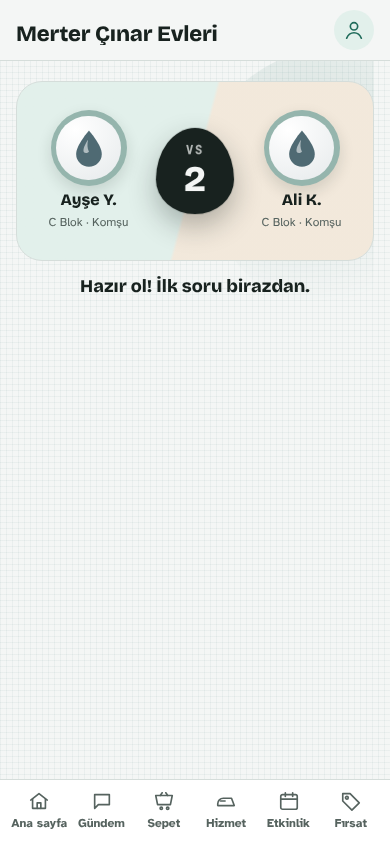 Merter Çınar Evleri
VS
2
Ayşe Y.
C Blok · Komşu
Ali K.
C Blok · Komşu
Hazır ol! İlk soru birazdan.
Ana sayfa
Gündem
Sepet
Hizmet
Etkinlik
Fırsat